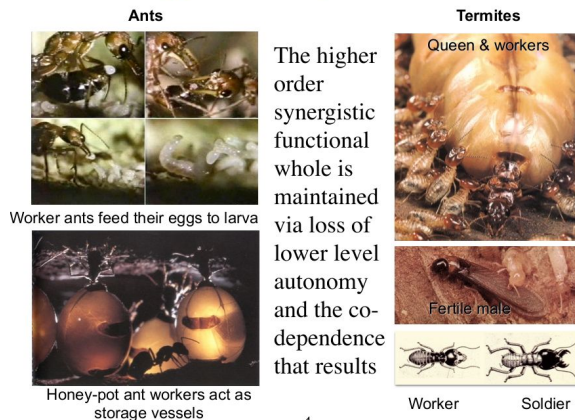 Ants
Worker ants feed their eggs to larva
Honey-pot ant workers act as
storage vessels
The higher
order
synergistic
functional
whole is
maintained
via loss of
lower level
autonomy
and the co-
dependence
that results
Termites
Queen & workers
Fertile male
Worker Soldier